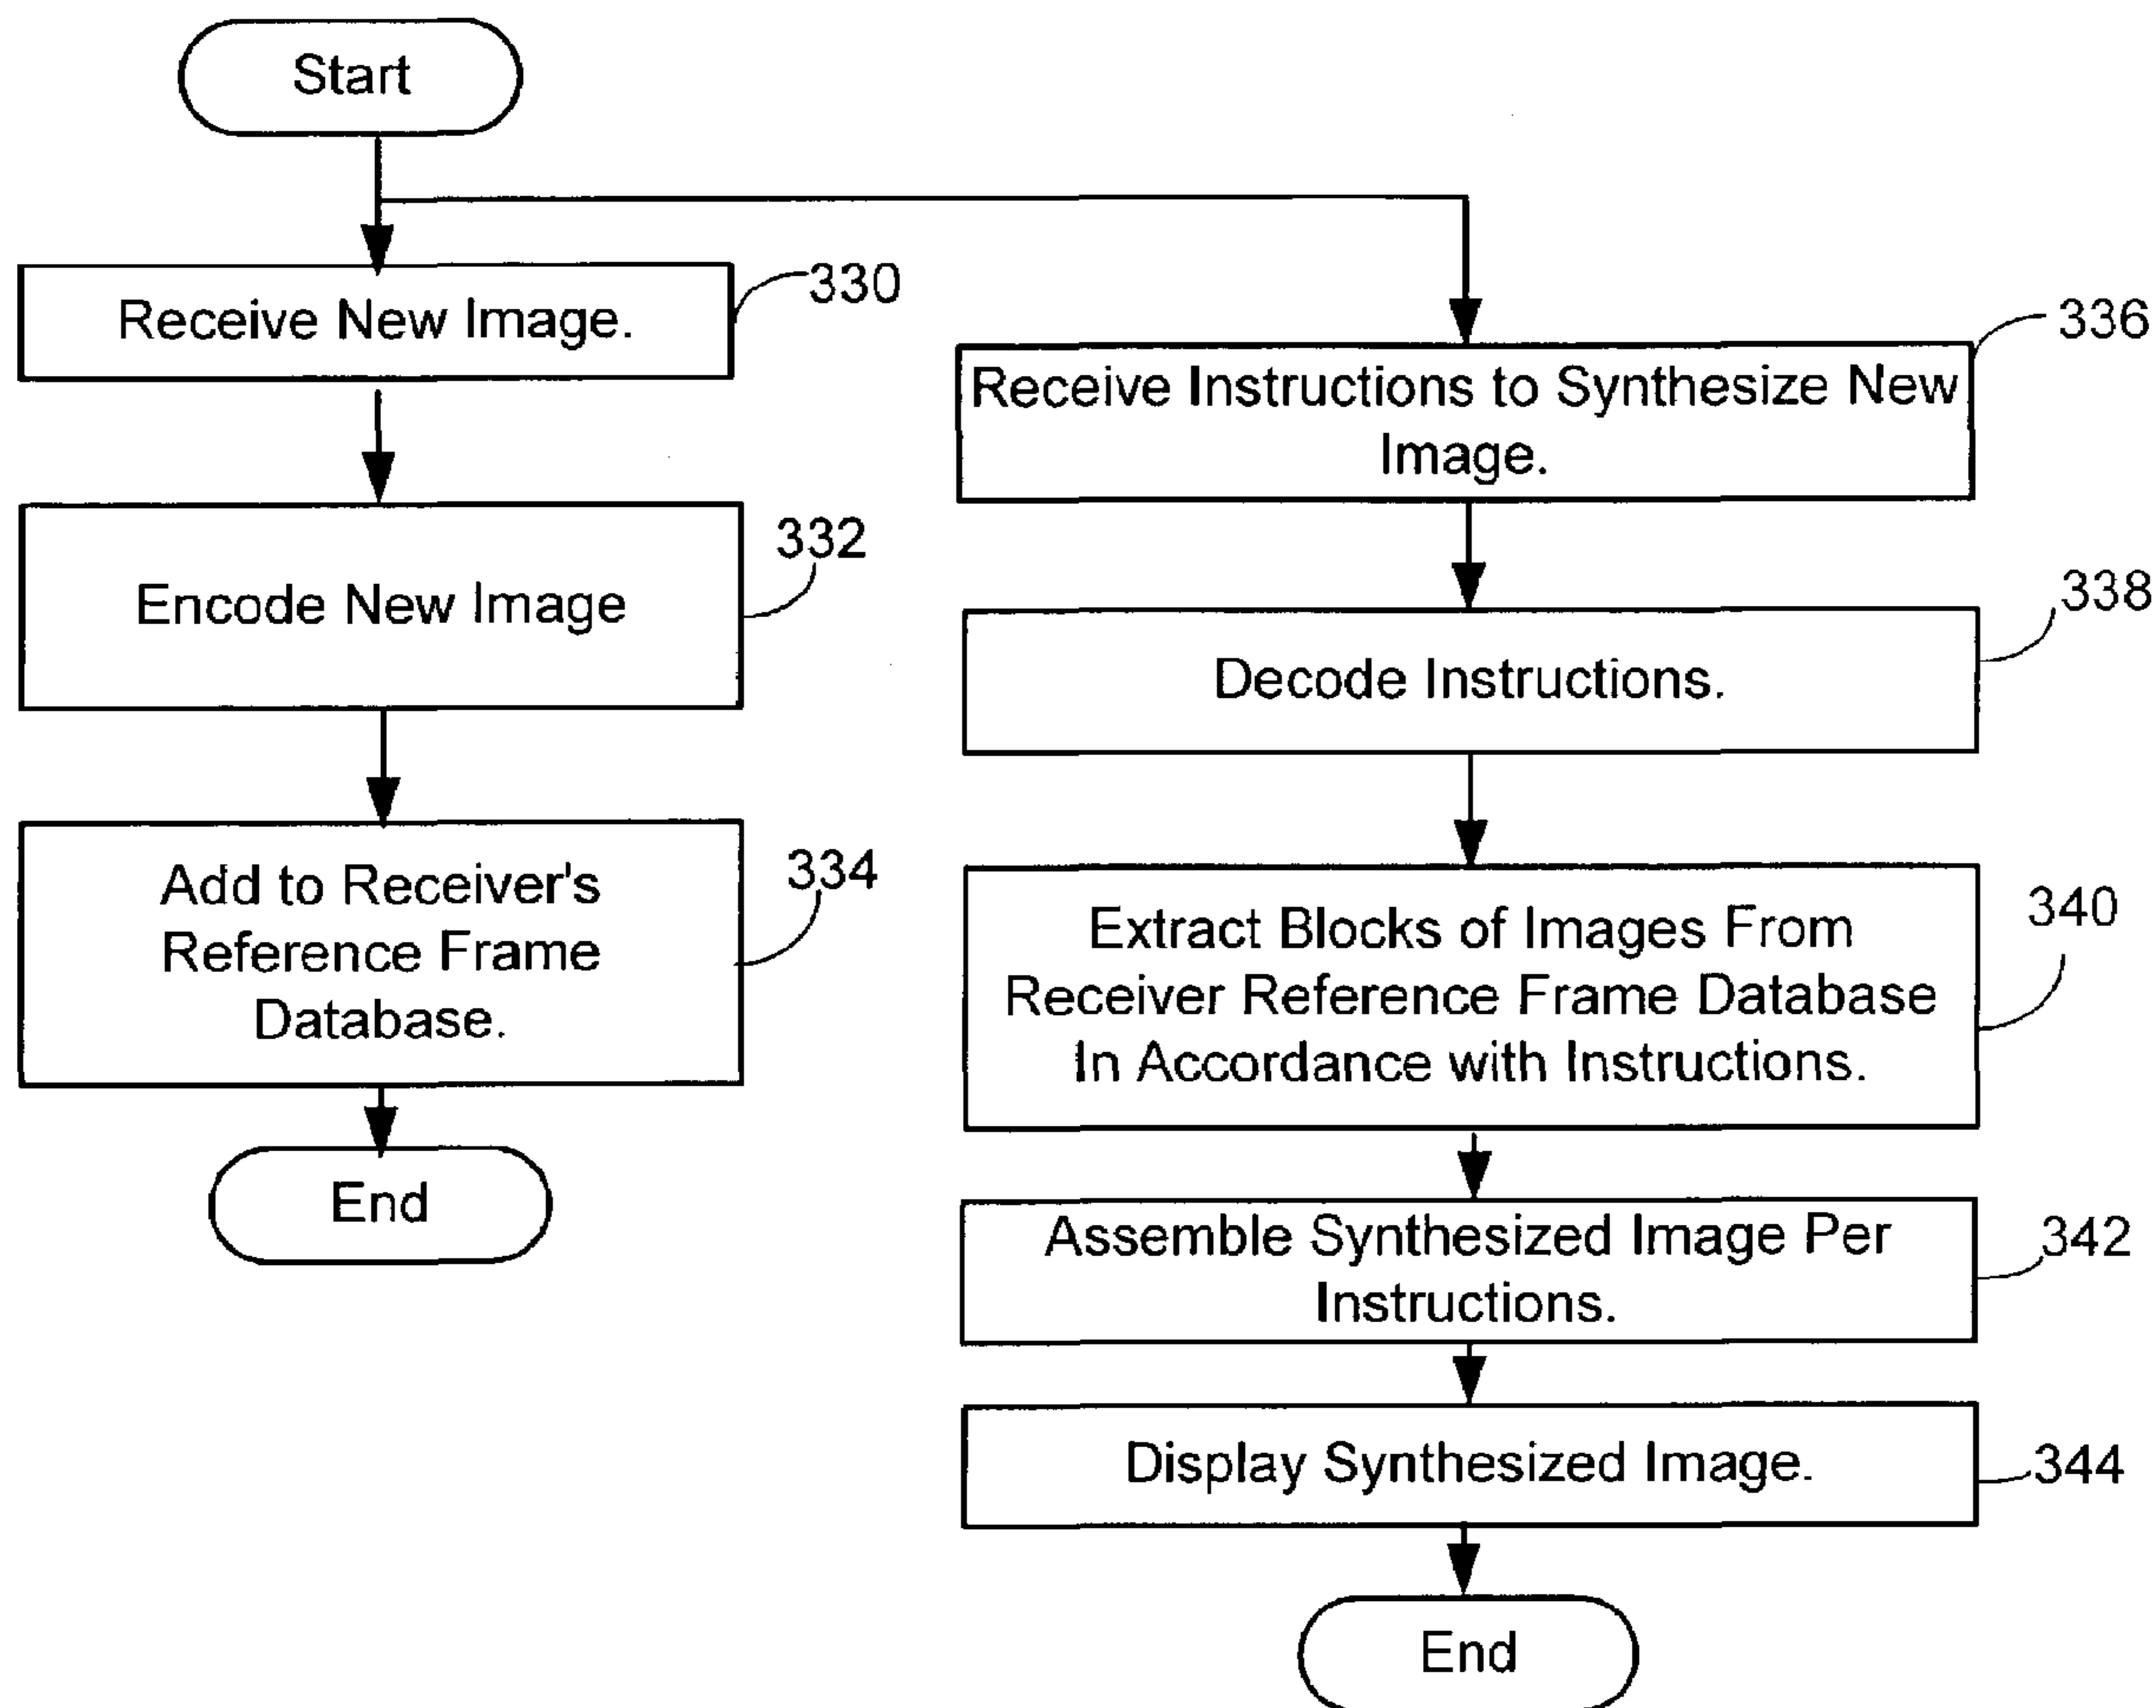 Start
Receive New Image.
330
Encode New Image
332
Add to Receiver's
Reference Frame
Database.
334
End
Receive Instructions to Synthesize New
Image.
336
Decode Instructions.
338
Extract Blocks of Images From
Receiver Reference Frame Database
In Accordance with Instructions.
340
Assemble Synthesized Image Per
Instructions.
342
Display Synthesized Image.
344
End